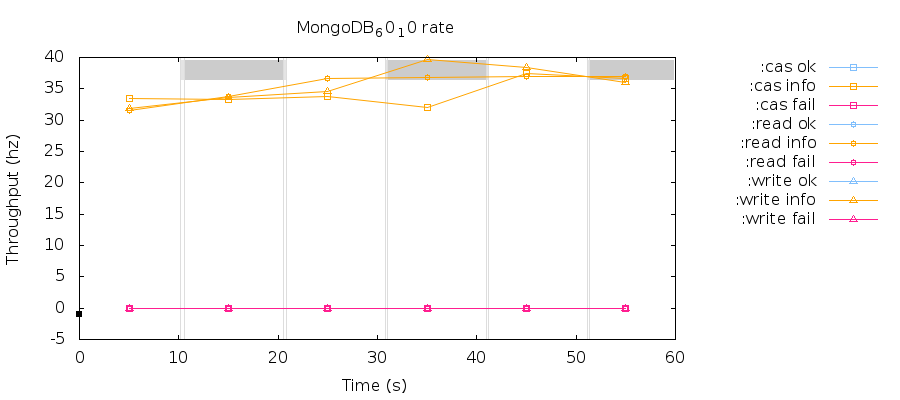 MongoDB₆0₁0 rate
40
35
30
25
20
15
10
5
0
-5
0 10 20 30 40 50 60
Throughput (hz)
Time (s)
:cas ok
:cas info
:cas fail
:read ok
:read info
:read fail
:write ok
:write info
:write fail